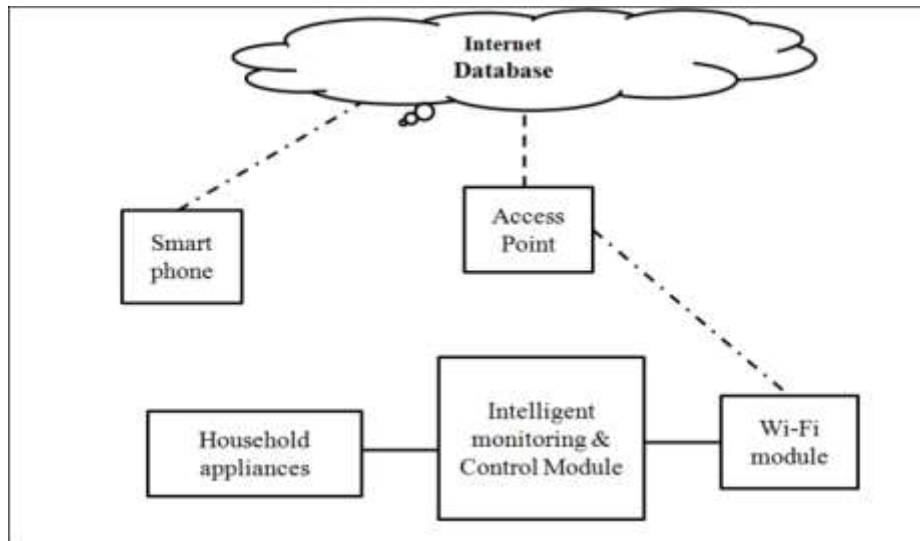 Internet
Database
Smart
phone
Access
Point
Household
appliances
Intelligent
monitoring &
Control Module
Wi-Fi
module